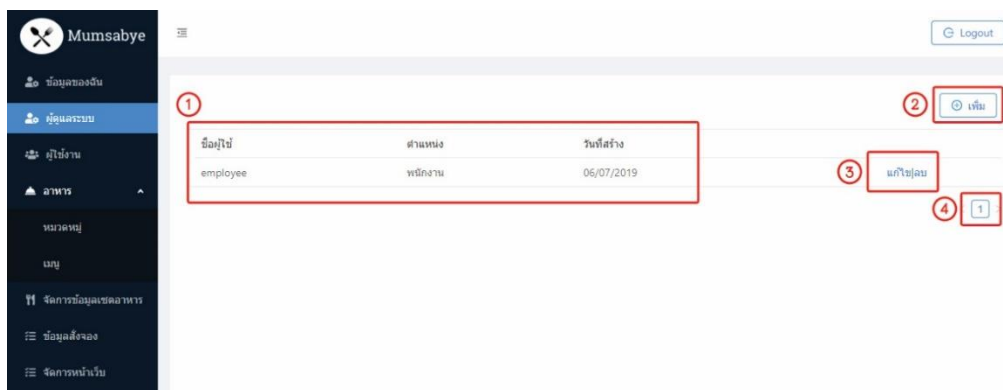 Mumsabye
Logout
ข้อมูลของฉัน
ผู้ดูแลระบบ
ผู้ใช้งาน
อาหาร
หมวดหมู่
เมนู
จัดการข้อมูลเซตอาหาร
ข้อมูลสั่งจอง
จัดการหน้าเว็บ
1
2
เพิ่ม
ชื่อผู้ใช้ ตำแหน่ง วันที่สร้าง
employee พนักงาน 06/07/2019
3
แก้ไข|ลบ
4
1